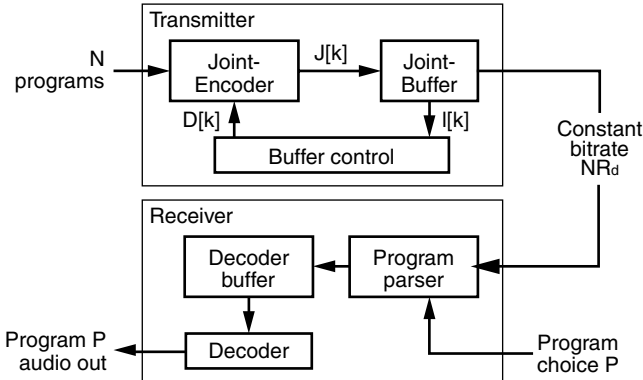 Transmitter
N
programs
Joint-
Encoder
J[k]
Joint-
Buffer
D[k]
l[k]
Buffer control
Constant
bitrate
NRd
Receiver
Decoder
buffer
Program
parser
Program P
audio out
Decoder
Program
choice P